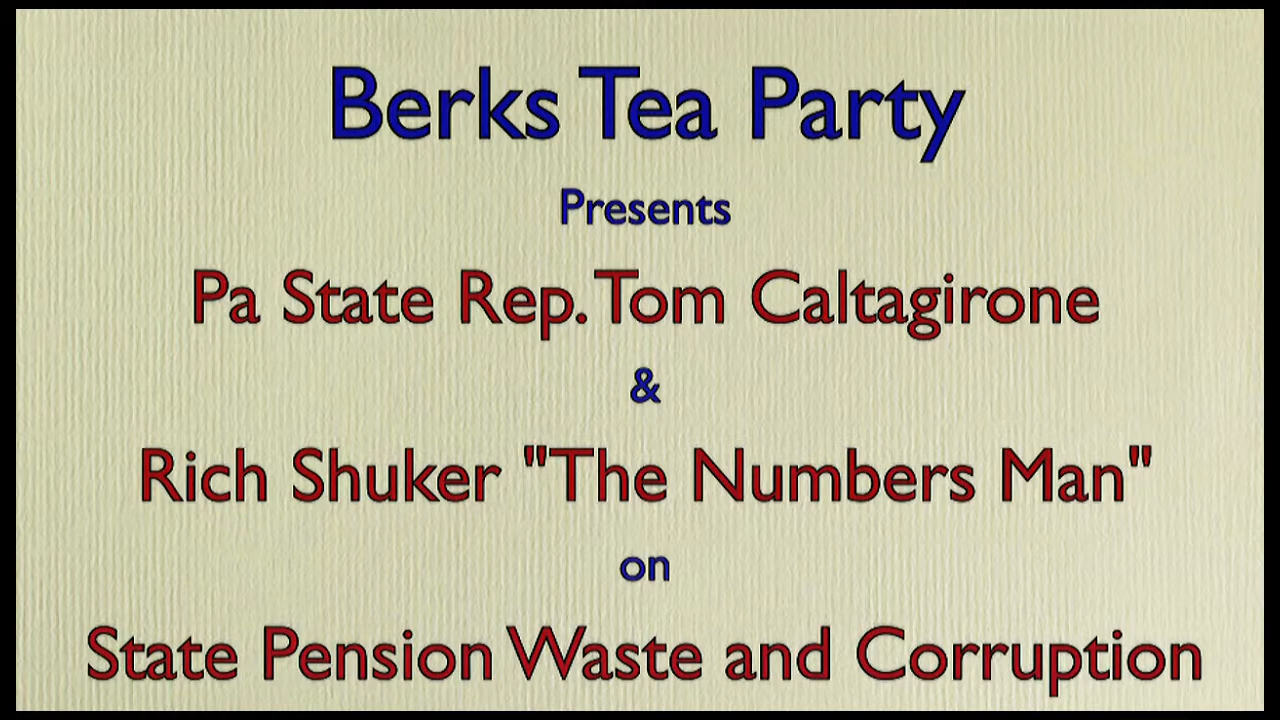 Berks Tea Party
Presents
Pa State Rep. Tom Caltagirone
&
Rich Shuker "The Numbers Man"
on
State Pension Waste and Corruption